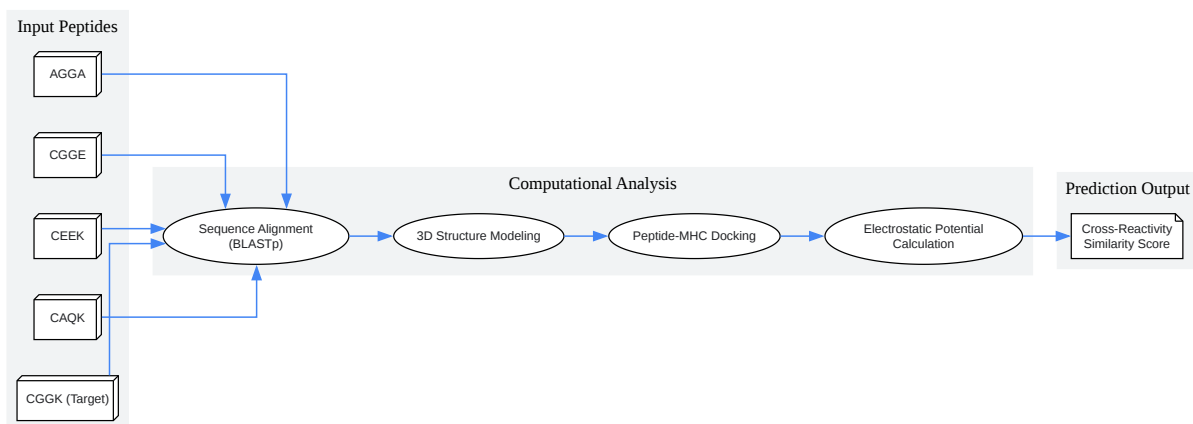 Input Peptides
AGGA
CGGE
CEEK
CAQK
CGGK (Target)
Computational Analysis
Sequence Alignment
(BLASTp)
3D Structure Modeling
Peptide-MHC Docking
Electrostatic Potential
Calculation
Prediction Output
Cross-Reactivity
Similarity Score